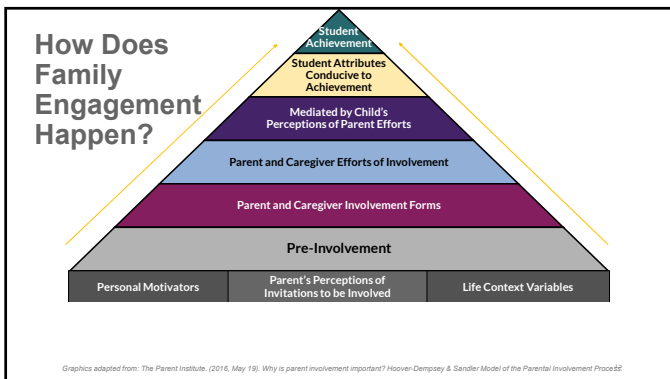 How Does
Family
Engagement
Happen?
Student
Achievement
Student Attributes
Conducive to
Achievement
Mediated by Child's
Perceptions of Parent Efforts
Parent and Caregiver Efforts of Involvement
Parent and Caregiver Involvement Forms
Pre-Involvement
Personal Motivators
Parent's Perceptions of
Invitations to be Involved
Life Context Variables
Graphics adapted from: The Parent Institute. (2016, May 19). Why is parent involvement important? Hoover-Dempsey & Sandler Model of the Parental Involvement Process.